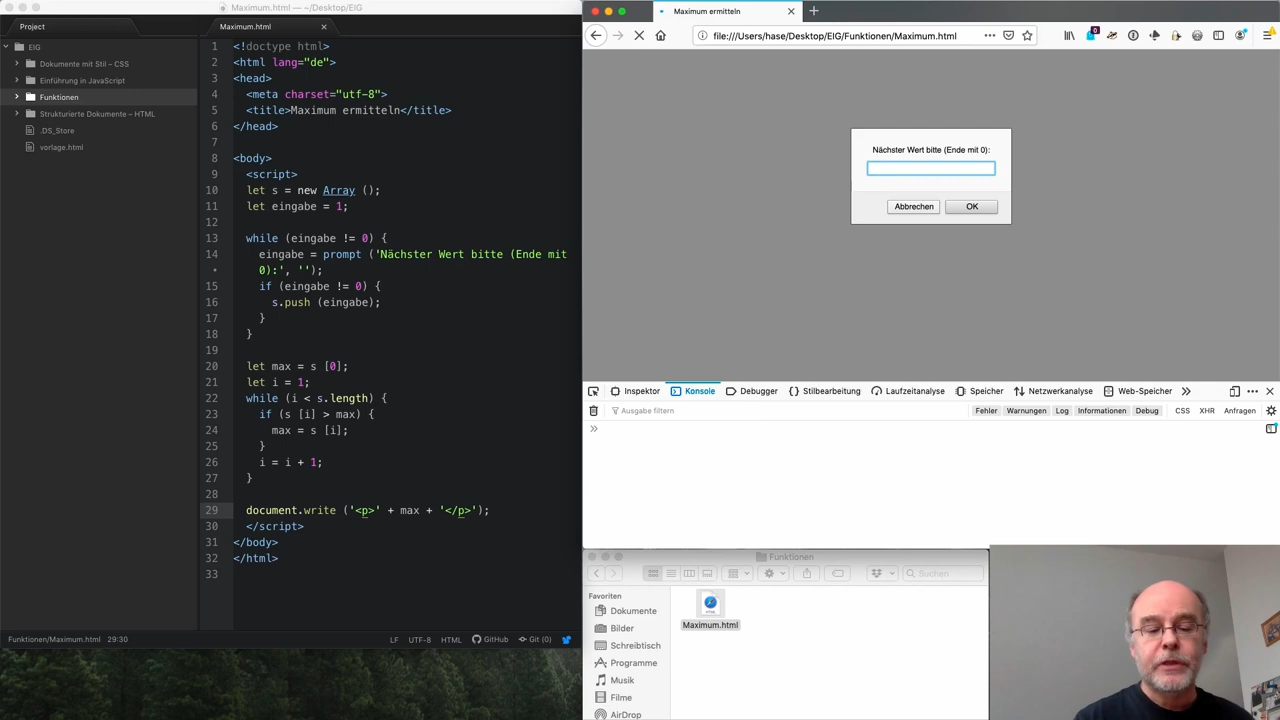 Maximum.html — ~/Desktop/EIG
Project
EIG
Dokumente mit Stil – CSS
Einführung in JavaScript
Funktionen
Strukturierte Dokumente – HTML
.DS_Store
vorlage.html
Maximum.html
1 <!doctype html>
2 <html lang="de">
3 <head>
4 <meta charset="utf-8">
5 <title>Maximum ermitteln</title>
6 </head>
7
8 <body>
9 <script>
10 let s = new Array ();
11 let eingabe = 1;
12
13 while (eingabe != 0) {
14 eingabe = prompt ('Nächster Wert bitte (Ende mit
• 0):', '');
15 if (eingabe != 0) {
16 s.push (eingabe);
17 }
18 }
19
20 let max = s [0];
21 let i = 1;
22 while (i < s.length) {
23 if (s [i] > max) {
24 max = s [i];
25 }
26 i = i + 1;
27 }
28
29 document.write ('<p>' + max + '</p>');
30 </script>
31 </body>
32 </html>
33
Funktionen/Maximum.html 29:30
LF UTF-8 HTML GitHub Git (0)
Maximum ermitteln
file:///Users/hase/Desktop/EIG/Funktionen/Maximum.html
0
Nächster Wert bitte (Ende mit 0):
Abbrechen OK
Inspektor Konsole Debugger Stilbearbeitung Laufzeitanalyse Speicher Netzwerkanalyse Web-Speicher
Ausgabe filtern
Fehler Warnungen Log Informationen Debug CSS XHR Anfragen
Funktionen
Suchen
Favoriten
Dokumente
Bilder
Schreibtisch
Programme
Musik
Filme
AirDrop
HTML
Maximum.html